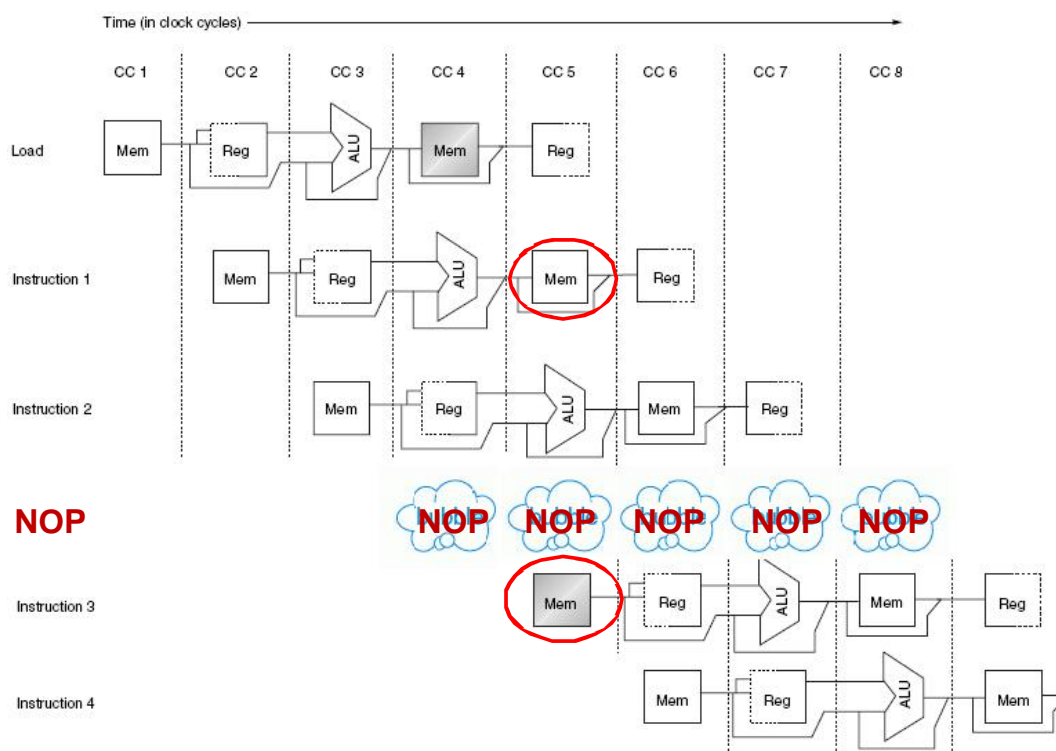 Time (in clock cycles)
CC 1 CC 2 CC 3 CC 4 CC 5 CC 6 CC 7 CC 8
Load Mem Reg ALU Mem Reg
Instruction 1 Mem Reg ALU Mem Reg
Instruction 2 Mem Reg ALU Mem Reg
NOP NOP NOP NOP NOP NOP
Instruction 3 Mem Reg ALU Mem Reg
Instruction 4 Mem Reg ALU Mem